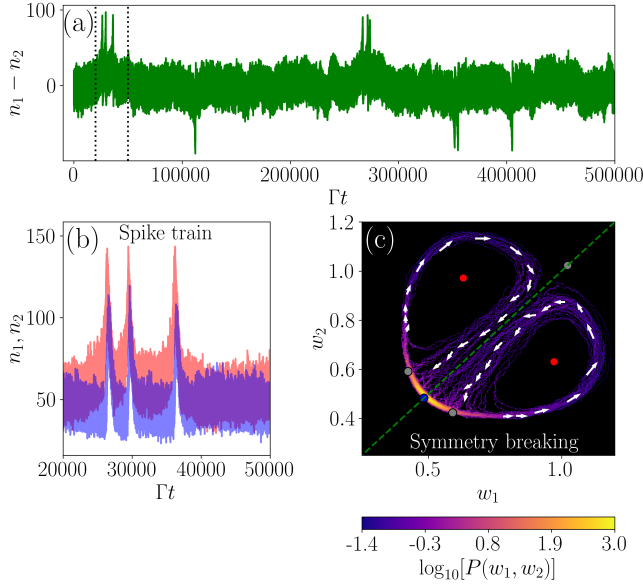 (a)
n₁ − n₂
100
0
0
100000
200000
300000
400000
500000
Γt
(b)
Spike train
n₁, n₂
150
100
50
20000
30000
40000
50000
Γt
(c)
w₂
1.2
1.0
0.8
0.6
0.4
Symmetry breaking
0.5
1.0
w₁
-1.4
-0.3
0.8
1.9
3.0
log₁₀[P(w₁, w₂)]